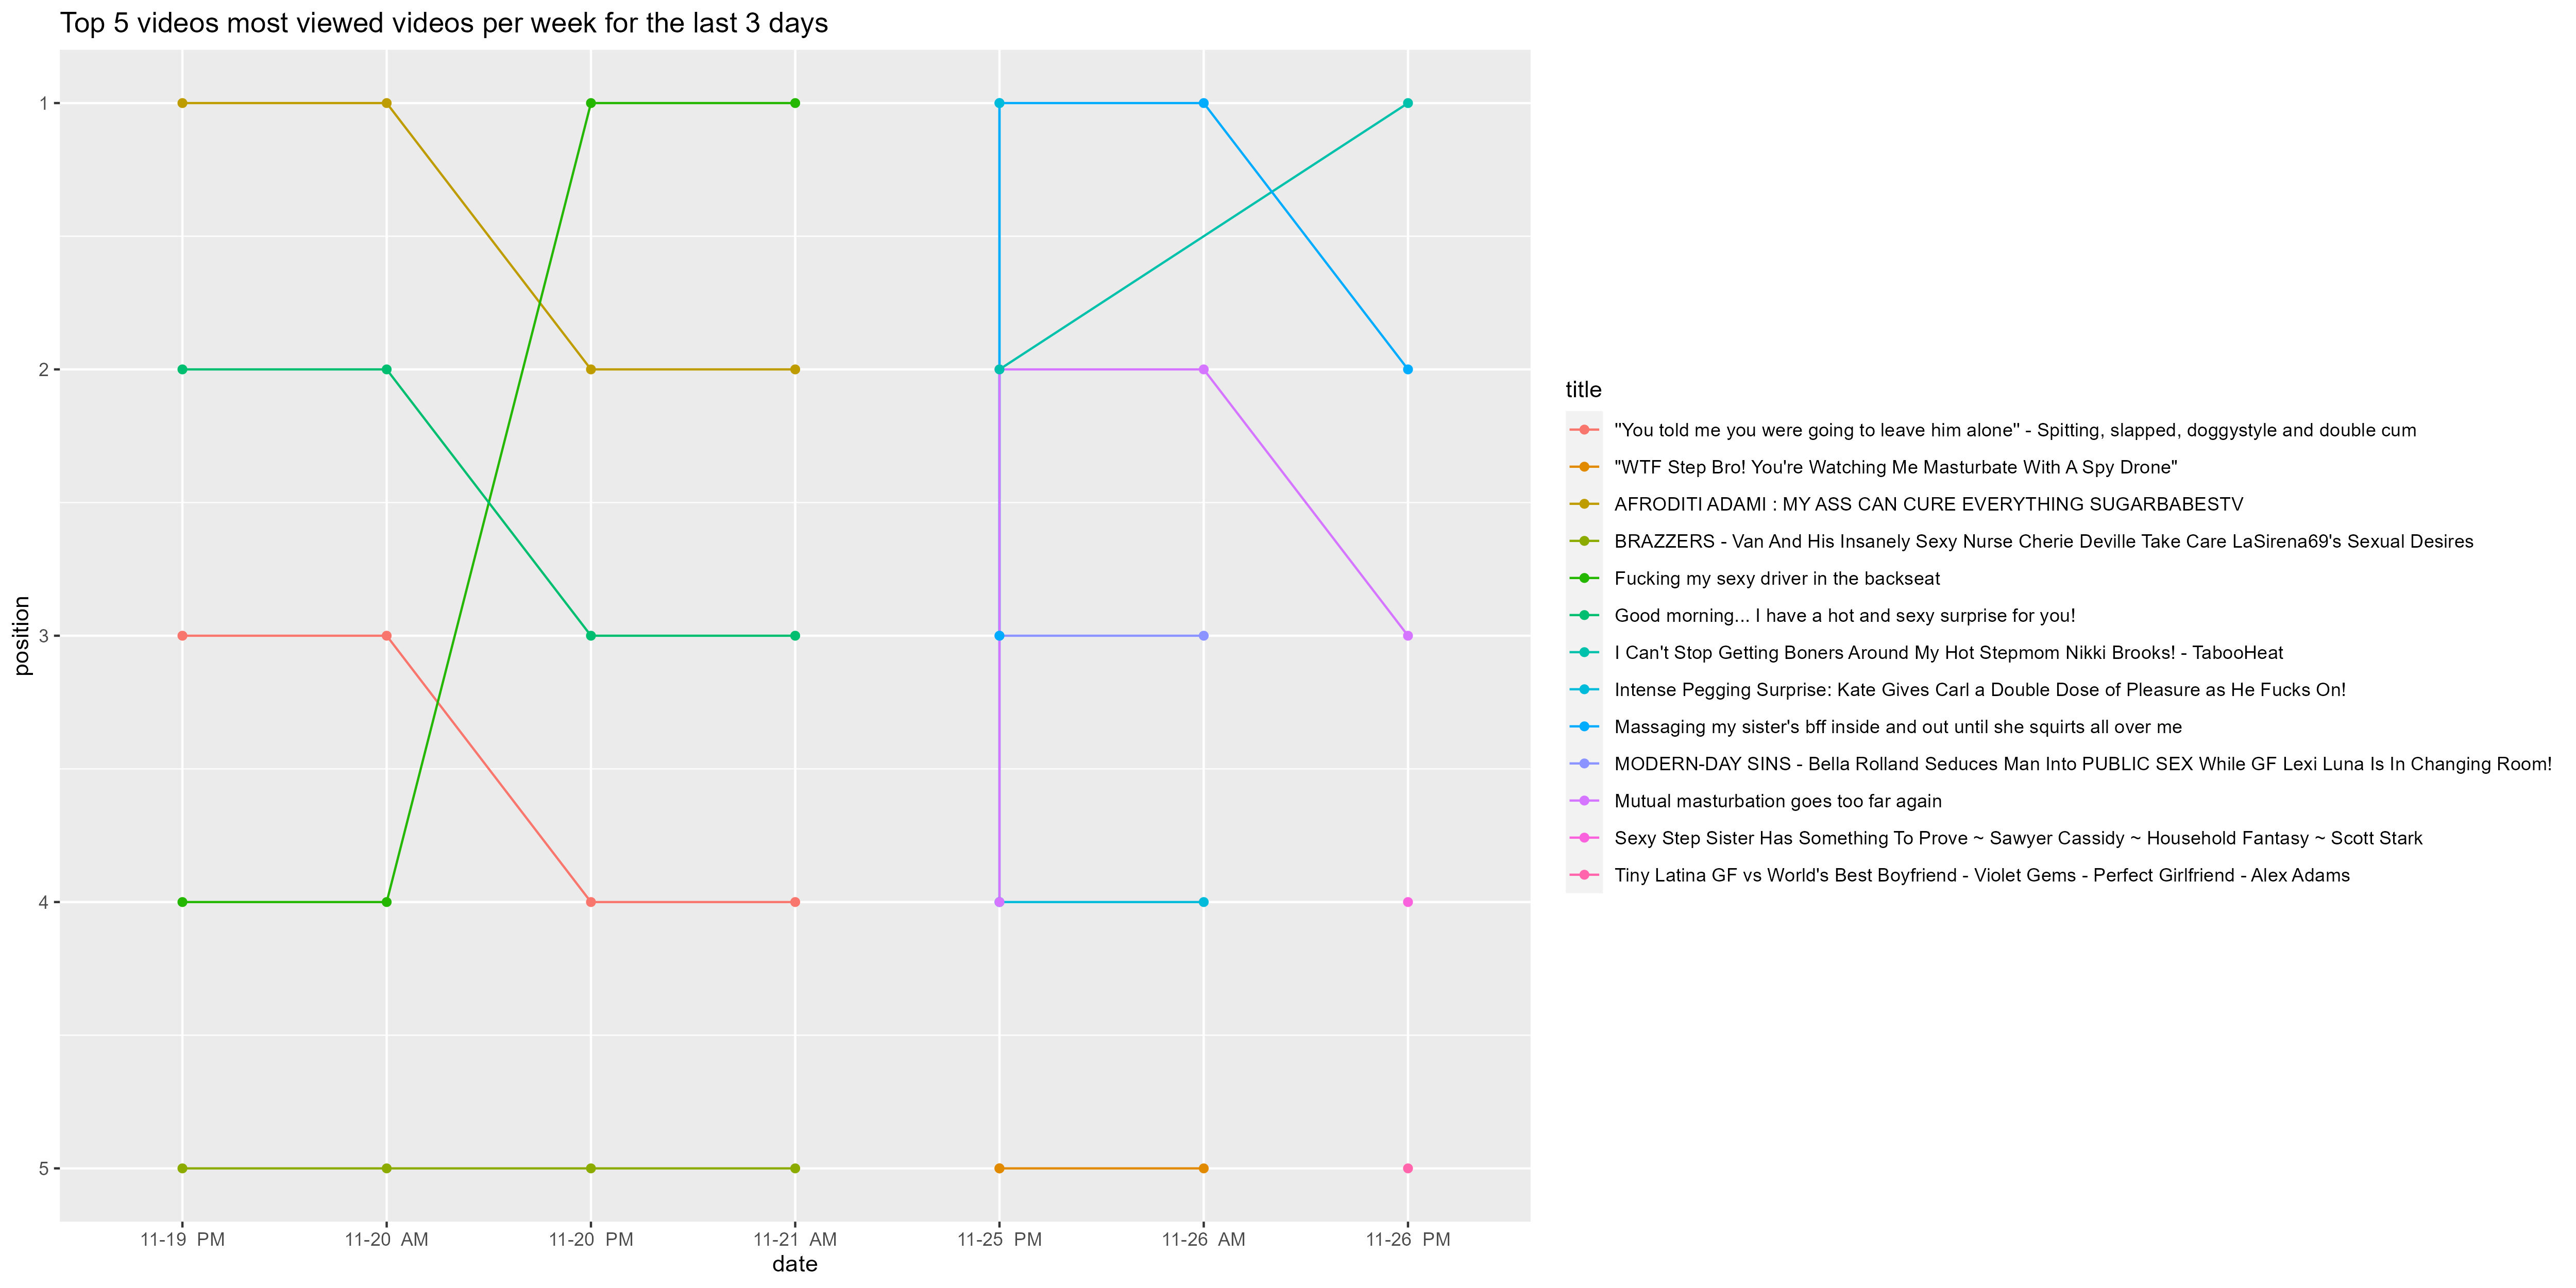 Top 5 videos most viewed videos per week for the last 3 days
position
1
2
3
4
5
11-19 PM
11-20 AM
11-20 PM
11-21 AM
11-25 PM
11-26 AM
11-26 PM
date
title
"You told me you were going to leave him alone" - Spitting, slapped, doggystyle and double cum
"WTF Step Bro! You're Watching Me Masturbate With A Spy Drone"
AFRODITI ADAMI : MY ASS CAN CURE EVERYTHING SUGARBABESTV
BRAZZERS - Van And His Insanely Sexy Nurse Cherie Deville Take Care LaSirena69's Sexual Desires
Fucking my sexy driver in the backseat
Good morning... I have a hot and sexy surprise for you!
I Can't Stop Getting Boners Around My Hot Stepmom Nikki Brooks! - TabooHeat
Intense Pegging Surprise: Kate Gives Carl a Double Dose of Pleasure as He Fucks On!
Massaging my sister's bff inside and out until she squirts all over me
MODERN-DAY SINS - Bella Rolland Seduces Man Into PUBLIC SEX While GF Lexi Luna Is In Changing Room!
Mutual masturbation goes too far again
Sexy Step Sister Has Something To Prove ~ Sawyer Cassidy ~ Household Fantasy ~ Scott Stark
Tiny Latina GF vs World's Best Boyfriend - Violet Gems - Perfect Girlfriend - Alex Adams